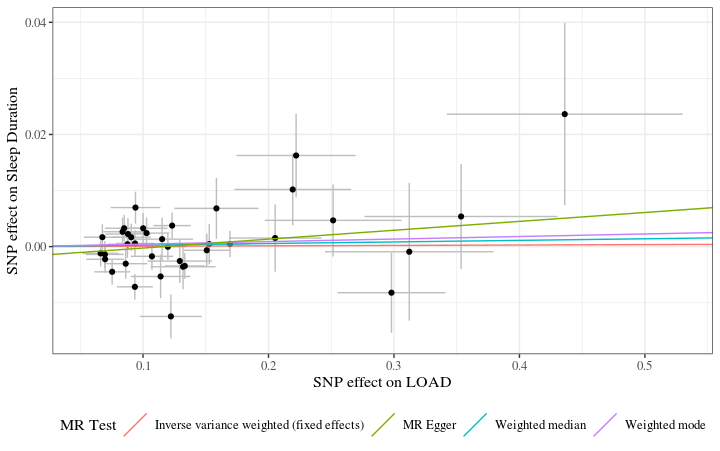 0.04
0.02
0.00
SNP effect on Sleep Duration
0.1 0.2 0.3 0.4 0.5
SNP effect on LOAD
MR Test Inverse variance weighted (fixed effects) MR Egger Weighted median Weighted mode